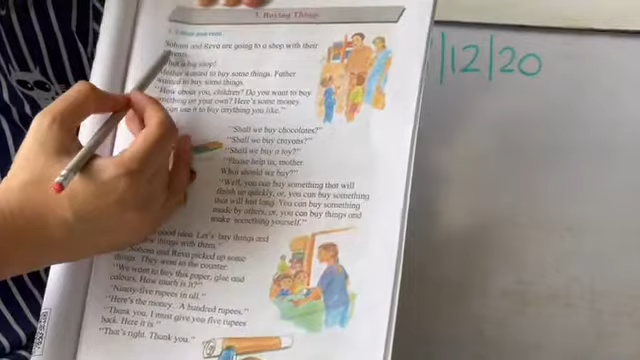 3. Buying Things
and Reva are going to a shop with their
big shop!
Mother wanted to buy some things. Father
wanted to buy some things.
"How about you, children? Do you want to buy
something on your own? Here's some money.
use it to buy anything you like."
"Shall we buy chocolates?"
"Shall we buy crayons?"
"Shall we buy a toy?"
"Please help us, mother.
What should we buy?"
"Well, you can buy something that will
finish up quickly, or, you can buy something
that will last long. You can buy something
made by others, or, you can buy things and
make something yourself."
good idea. Let's buy things and
new things with them."
and Reva picked up some
things. They went to the counter.
"We want to buy this paper, glue and
colours. How much is it?"
"Ninety-five rupees in all."
"Here's the money. A hundred rupees."
"Thank you. I must give you five rupees
back. Here it is."
"That's right. Thank you."
|12|20